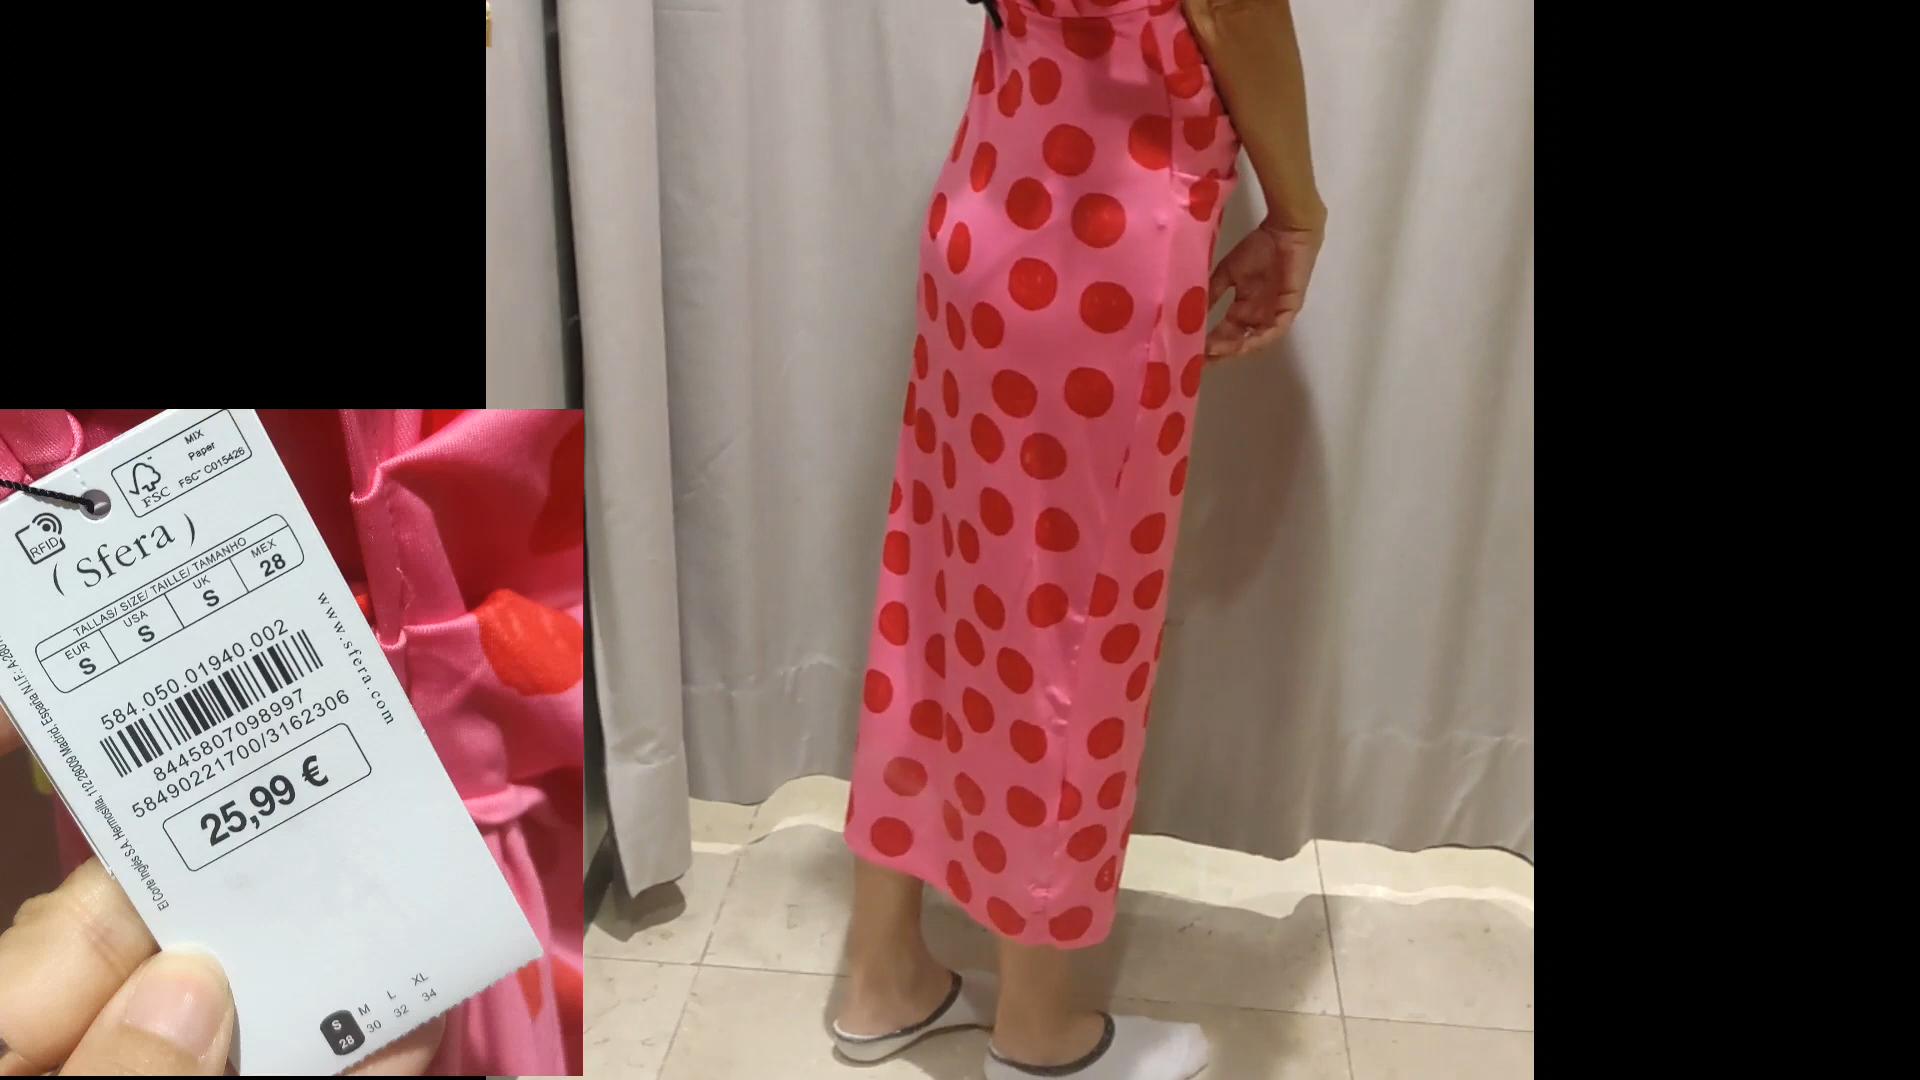 MIX
Paper
FSC™ C015426
FSC
RFID
( Sfera )
TALLAS/ SIZE/ TAILLE/ TAMANHO
EUR USA UK MEX
S S S 28
584.050.01940.002
8445807098997
58490221700/3162306
25,99 €
www.sfera.com
El Corte Inglés S.A. Hermosilla, 112 28009 Madrid, España N.I.F.: A-280
S M L XL
28 30 32 34